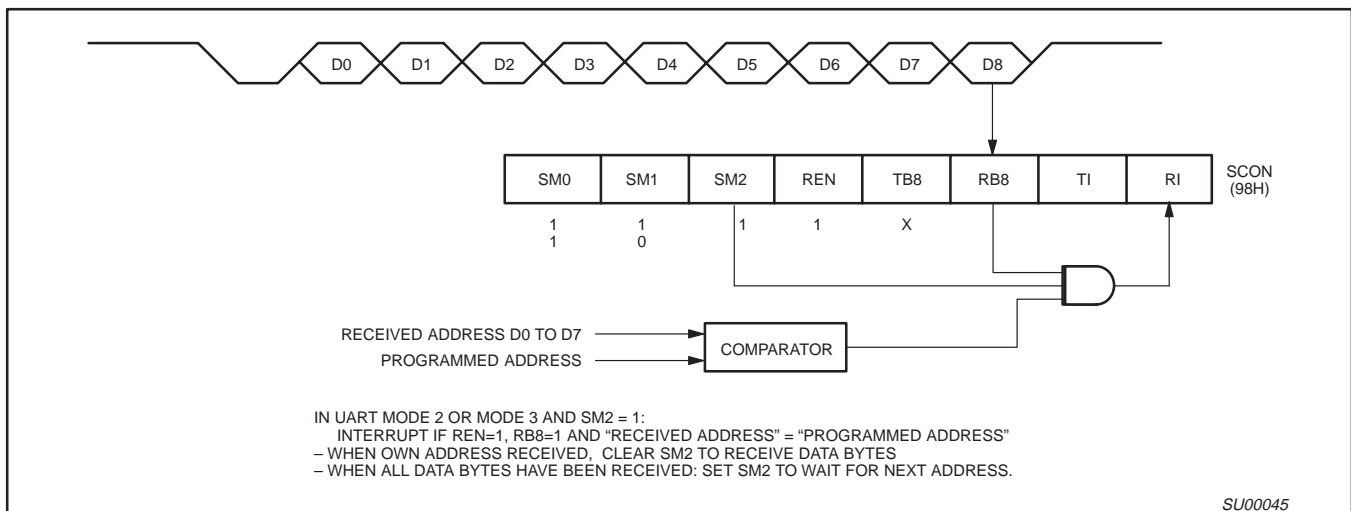 D0 D1 D2 D3 D4 D5 D6 D7 D8
SM0 SM1 SM2 REN TB8 RB8 TI RI
SCON
(98H)
1 1 1 1 X
1 0
RECEIVED ADDRESS D0 TO D7
PROGRAMMED ADDRESS
COMPARATOR
IN UART MODE 2 OR MODE 3 AND SM2 = 1:
INTERRUPT IF REN=1, RB8=1 AND “RECEIVED ADDRESS” = “PROGRAMMED ADDRESS”
– WHEN OWN ADDRESS RECEIVED, CLEAR SM2 TO RECEIVE DATA BYTES
– WHEN ALL DATA BYTES HAVE BEEN RECEIVED: SET SM2 TO WAIT FOR NEXT ADDRESS.
SU00045